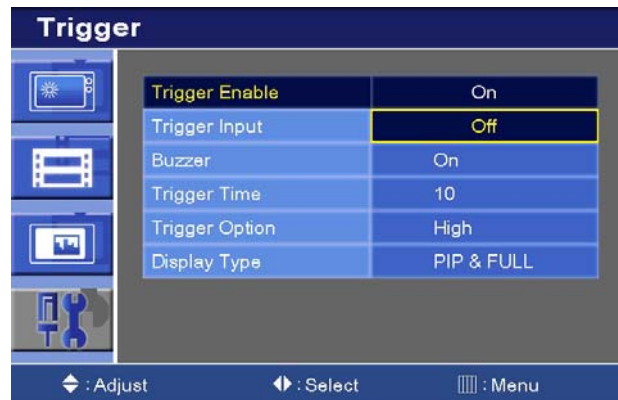 Trigger
Trigger Enable On
Trigger Input Off
Buzzer On
Trigger Time 10
Trigger Option High
Display Type PIP & FULL
: Adjust : Select : Menu